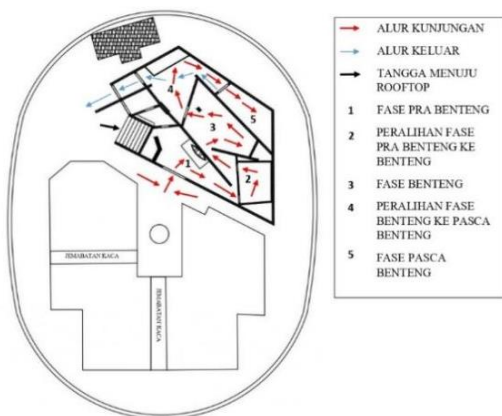 4
5
3
1
2
JEMABATAN KACA
JEMABATAN KACA
ALUR KUNJUNGAN
ALUR KELUAR
TANGGA MENUJU
ROOFTOP
1 FASE PRA BENTENG
2 PERALIHAN FASE
PRA BENTENG KE
BENTENG
3 FASE BENTENG
4 PERALIHAN FASE
BENTENG KE PASCA
BENTENG
5 FASE PASCA
BENTENG